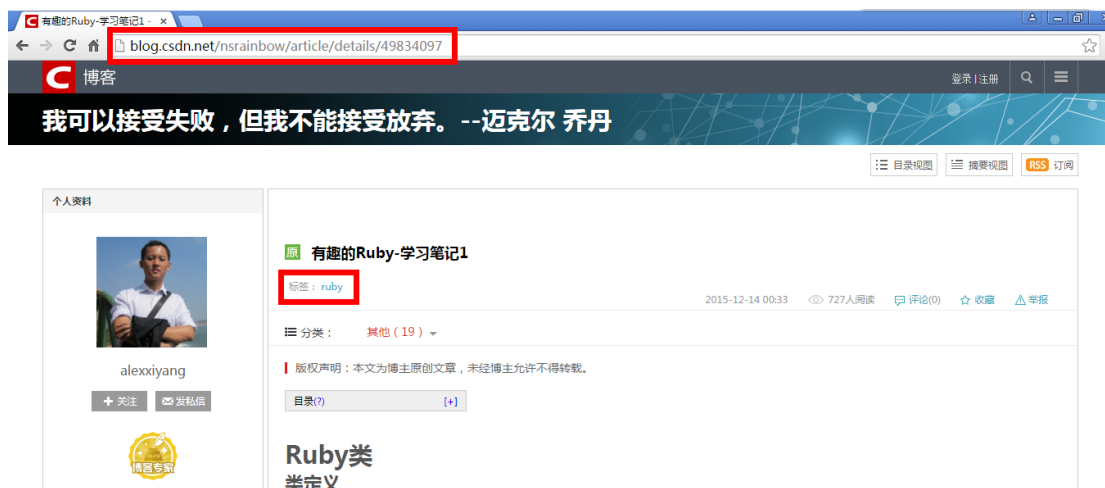 有趣的Ruby-学习笔记1 -
blog.csdn.net/nsrainbow/article/details/49834097
C 博客
登录|注册
我可以接受失败，但我不能接受放弃。--迈克尔 乔丹
目录视图
摘要视图
RSS 订阅
个人资料
原 有趣的Ruby-学习笔记1
标签： ruby
2015-12-14 00:33 727人阅读 评论(0) 收藏 举报
分类： 其他（19）
alexxiyang
版权声明：本文为博主原创文章，未经博主允许不得转载。
+ 关注 发私信
目录(?) [+]
博客专家
Ruby类
类定义